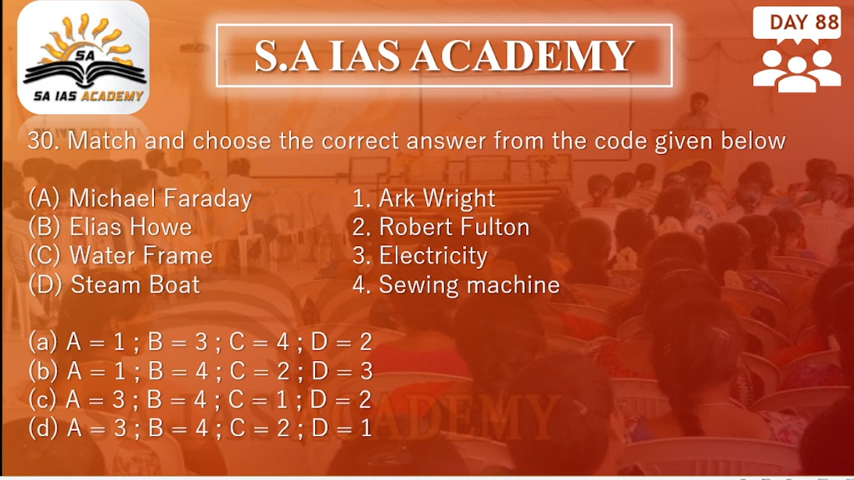 SA
SA IAS ACADEMY
S.A IAS ACADEMY
DAY 88
30. Match and choose the correct answer from the code given below
(A) Michael Faraday 1. Ark Wright
(B) Elias Howe 2. Robert Fulton
(C) Water Frame 3. Electricity
(D) Steam Boat 4. Sewing machine
(a) A = 1 ; B = 3 ; C = 4 ; D = 2
(b) A = 1 ; B = 4 ; C = 2 ; D = 3
(c) A = 3 ; B = 4 ; C = 1 ; D = 2
(d) A = 3 ; B = 4 ; C = 2 ; D = 1